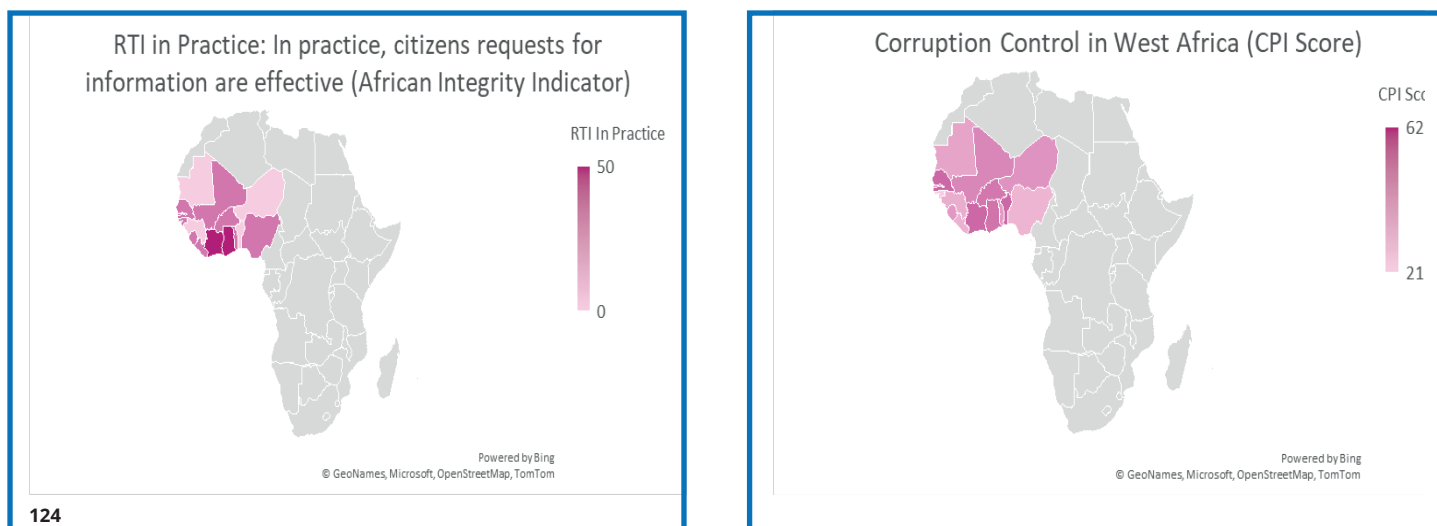 RTI in Practice: In practice, citizens requests for
information are effective (African Integrity Indicator)
RTI In Practice
50
0
Powered by Bing
© GeoNames, Microsoft, OpenStreetMap, TomTom
124
Corruption Control in West Africa (CPI Score)
CPI Sc
62
21
Powered by Bing
© GeoNames, Microsoft, OpenStreetMap, TomTom